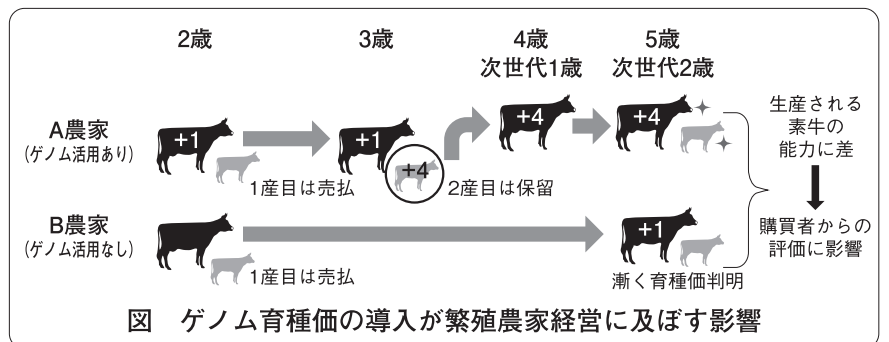 2歳
3歳
4歳
次世代1歳
5歳
次世代2歳
A農家
(ゲノム活用あり)
+1
1産目は売払
+1
+4
2産目は保留
+4
+4
生産される
素牛の
能力に差
購買者からの
評価に影響
B農家
(ゲノム活用なし)
1産目は売払
+1
漸く育種価判明
図 ゲノム育種価の導入が繁殖農家経営に及ぼす影響